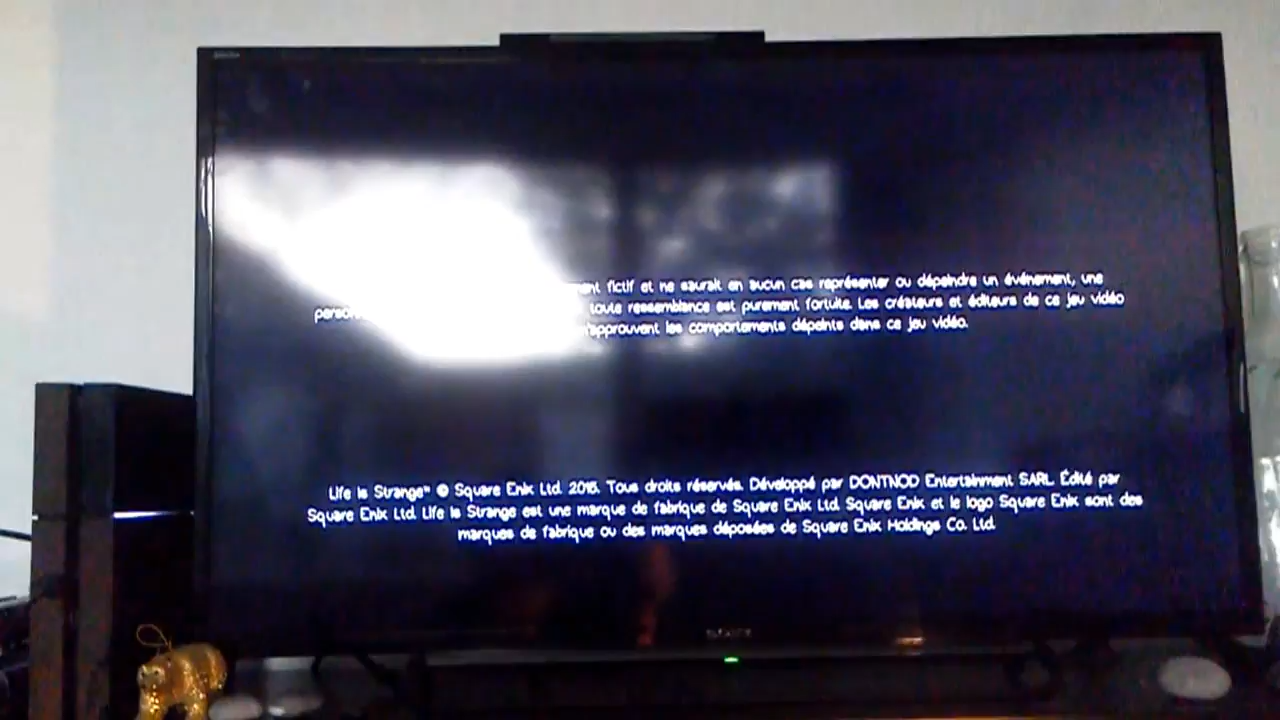 fictif et ne saurait en aucun cas représenter ou dépeindre un événement, une
toute ressemblance est purement fortuite. Les créateurs et éditeurs de ce jeu vidéo
n'approuvent les comportements dépeints dans ce jeu vidéo.
Life Is Strange™ © Square Enix Ltd. 2015. Tous droits réservés. Développé par DONTNOD Entertainment SARL. Édité par
Square Enix Ltd. Life Is Strange est une marque de fabrique de Square Enix Ltd. Square Enix et le logo Square Enix sont des
marques de fabrique ou des marques déposées de Square Enix Holdings Co. Ltd.